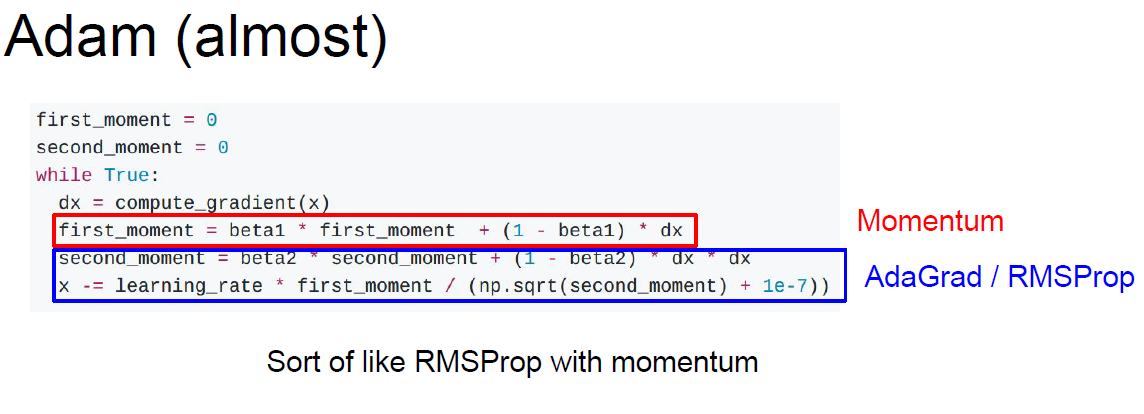 Adam (almost)
first_moment = 0
second_moment = 0
while True:
dx = compute_gradient(x)
first_moment = beta1 * first_moment + (1 - beta1) * dx
Momentum
second_moment = beta2 * second_moment + (1 - beta2) * dx * dx
x -= learning_rate * first_moment / (np.sqrt(second_moment) + 1e-7))
AdaGrad / RMSProp
Sort of like RMSProp with momentum